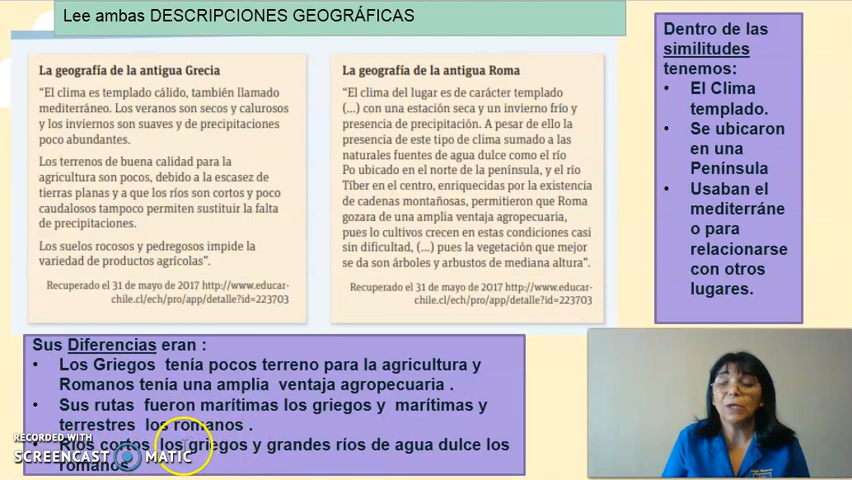 Lee ambas DESCRIPCIONES GEOGRÁFICAS
La geografía de la antigua Grecia
"El clima es templado cálido, también llamado
mediterráneo. Los veranos son secos y calurosos
y los inviernos son suaves y de precipitaciones
poco abundantes.
Los terrenos de buena calidad para la
agricultura son pocos, debido a la escasez de
tierras planas y a que los ríos son cortos y poco
caudalosos tampoco permiten sustituir la falta
de precipitaciones.
Los suelos rocosos y pedregosos impide la
variedad de productos agrícolas".
Recuperado el 31 de mayo de 2017 http://www.educar-
chile.cl/ech/pro/app/detalle?id=223703
La geografía de la antigua Roma
"El clima del lugar es de carácter templado
(...) con una estación seca y un invierno frío y
presencia de precipitación. A pesar de ello la
presencia de este tipo de clima sumado a las
naturales fuentes de agua dulce como el río
Po ubicado en el norte de la península, y el río
Tíber en el centro, enriquecidas por la existencia
de cadenas montañosas, permitieron que Roma
gozara de una amplia ventaja agropecuaria,
pues lo cultivos crecen en estas condiciones casi
sin dificultad, (...) pues la vegetación que mejor
se da son árboles y arbustos de mediana altura".
Recuperado el 31 de mayo de 2017 http://www.educar-
chile.cl/ech/pro/app/detalle?id=223703
Dentro de las
similitudes
tenemos:
• El Clima
templado.
• Se ubicaron
en una
Península
• Usaban el
mediterráne
o para
relacionarse
con otros
lugares.
Sus Diferencias eran :
• Los Griegos tenía pocos terreno para la agricultura y
Romanos tenía una amplia ventaja agropecuaria .
• Sus rutas fueron marítimas los griegos y marítimas y
terrestres los romanos .
• Ríos cortos los griegos y grandes ríos de agua dulce los
romanos
RECORDED WITH
SCREENCAST MATIC